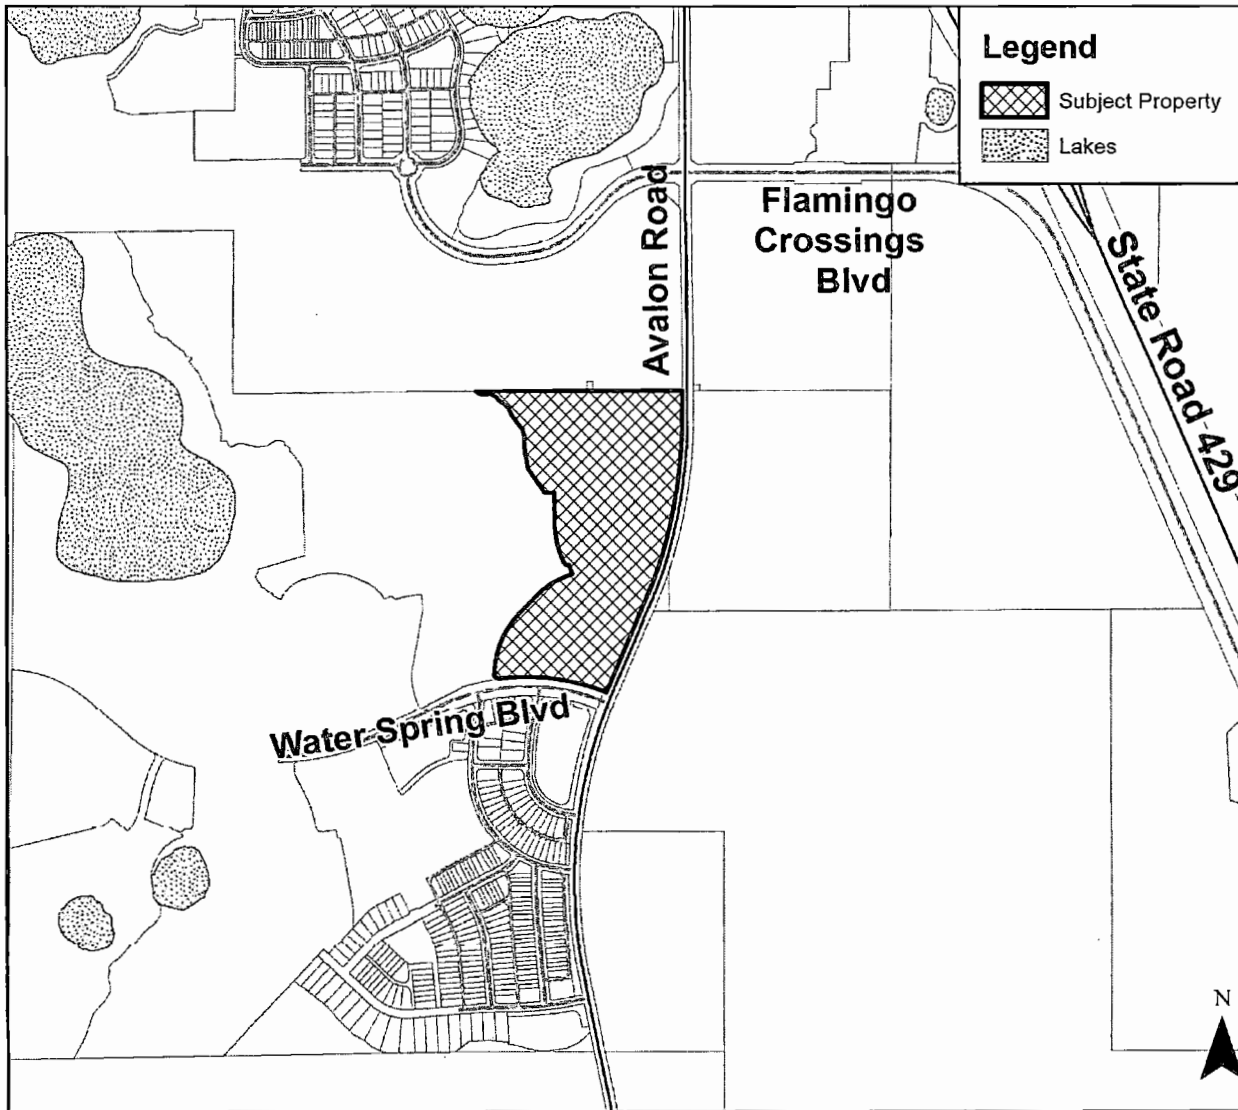 Legend
Subject Property
Lakes
Avalon Road
Flamingo
Crossings
Blvd
State Road 429
Water Spring Blvd
N